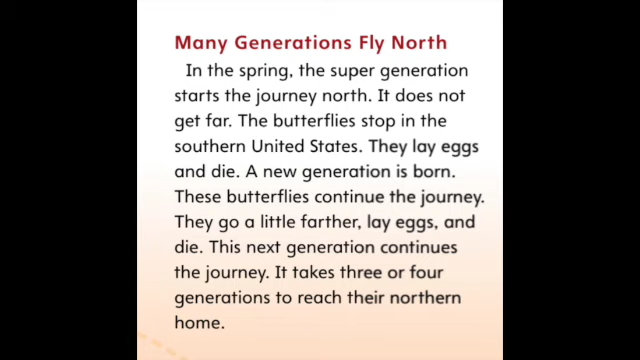 Many Generations Fly North
In the spring, the super generation
starts the journey north. It does not
get far. The butterflies stop in the
southern United States. They lay eggs
and die. A new generation is born.
These butterflies continue the journey.
They go a little farther, lay eggs, and
die. This next generation continues
the journey. It takes three or four
generations to reach their northern
home.